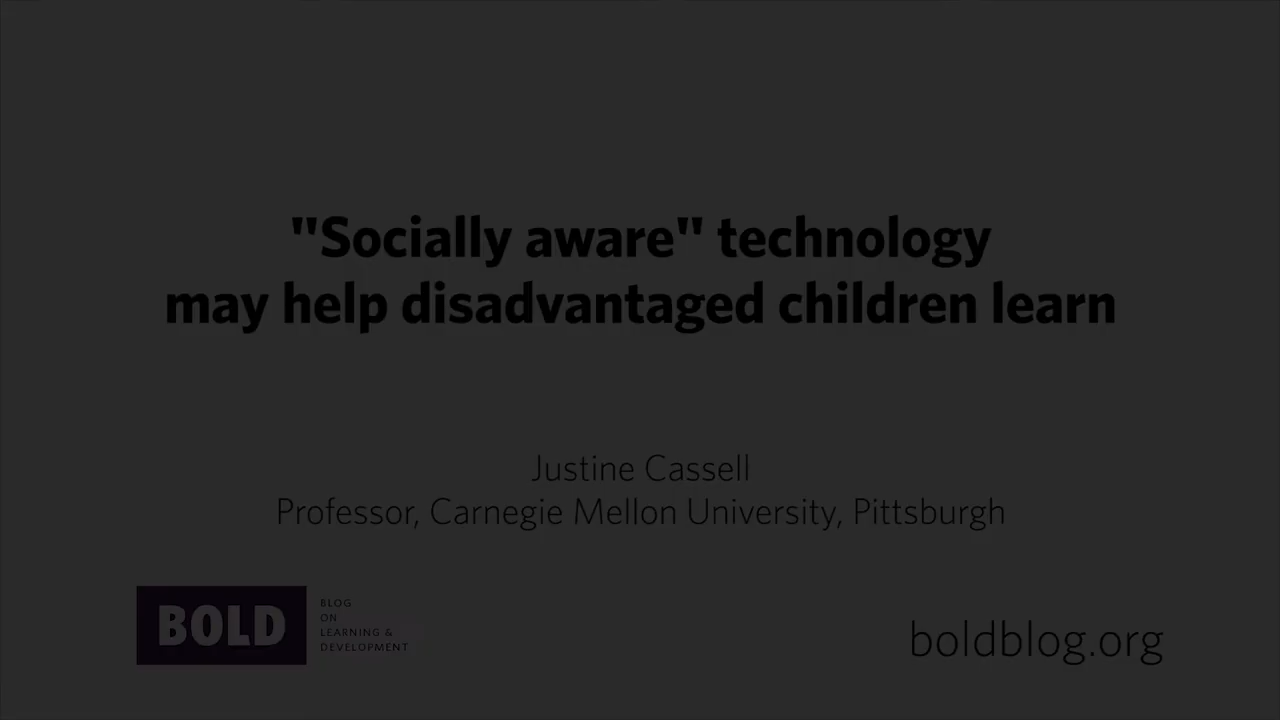 "Socially aware" technology
may help disadvantaged children learn
Justine Cassell
Professor, Carnegie Mellon University, Pittsburgh
BOLD
BLOG
ON
LEARNING &
DEVELOPMENT
boldblog.org